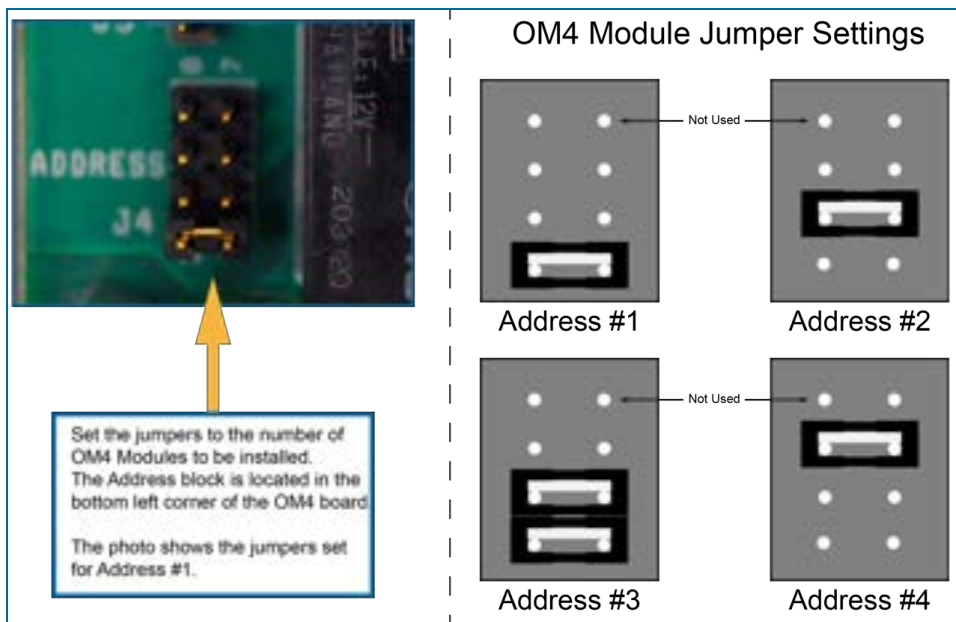 ADDRESS
J4
OM4 Module Jumper Settings
Not Used
Address #1
Address #2
Not Used
Address #3
Address #4
Set the jumpers to the number of
OM4 Modules to be installed.
The Address block is located in the
bottom left corner of the OM4 board.
The photo shows the jumpers set
for Address #1.